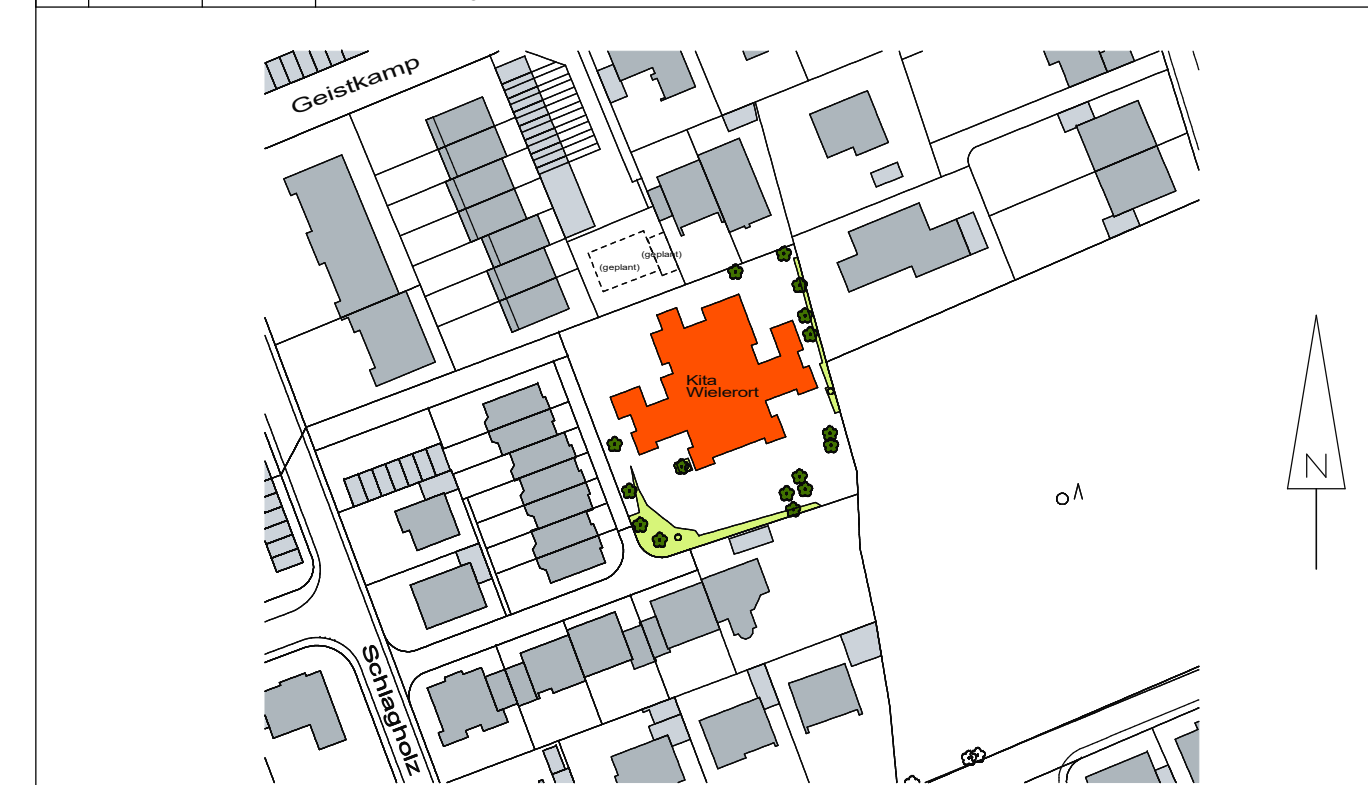 Geistkamp
(geplant)
(geplant)
Kita
Wielerort
N
Schlagholz